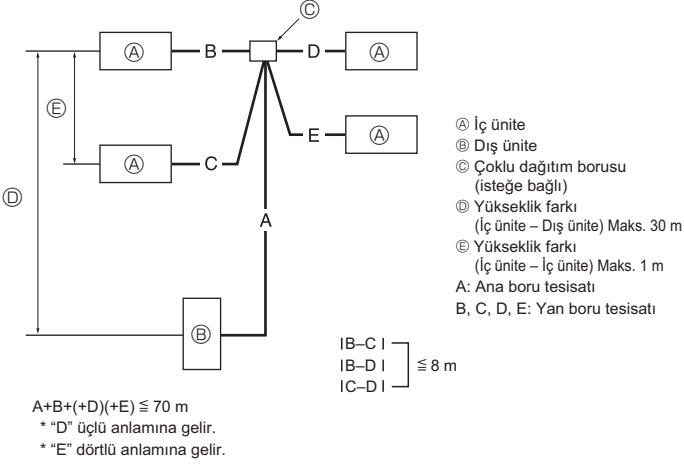 Ⓒ
Ⓐ B D Ⓐ
Ⓔ
E Ⓐ
Ⓐ C
Ⓓ
A
Ⓑ
Ⓐ İç ünite
Ⓑ Dış ünite
Ⓒ Çoklu dağıtım borusu
(isteğe bağlı)
Ⓓ Yükseklik farkı
(İç ünite – Dış ünite) Maks. 30 m
Ⓔ Yükseklik farkı
(İç ünite – İç ünite) Maks. 1 m
A: Ana boru tesisatı
B, C, D, E: Yan boru tesisatı
IB–C I
IB–D I ≦ 8 m
IC–D I
A+B+(+D)(+E) ≦ 70 m
* “D” üçlü anlamına gelir.
* “E” dörtlü anlamına gelir.